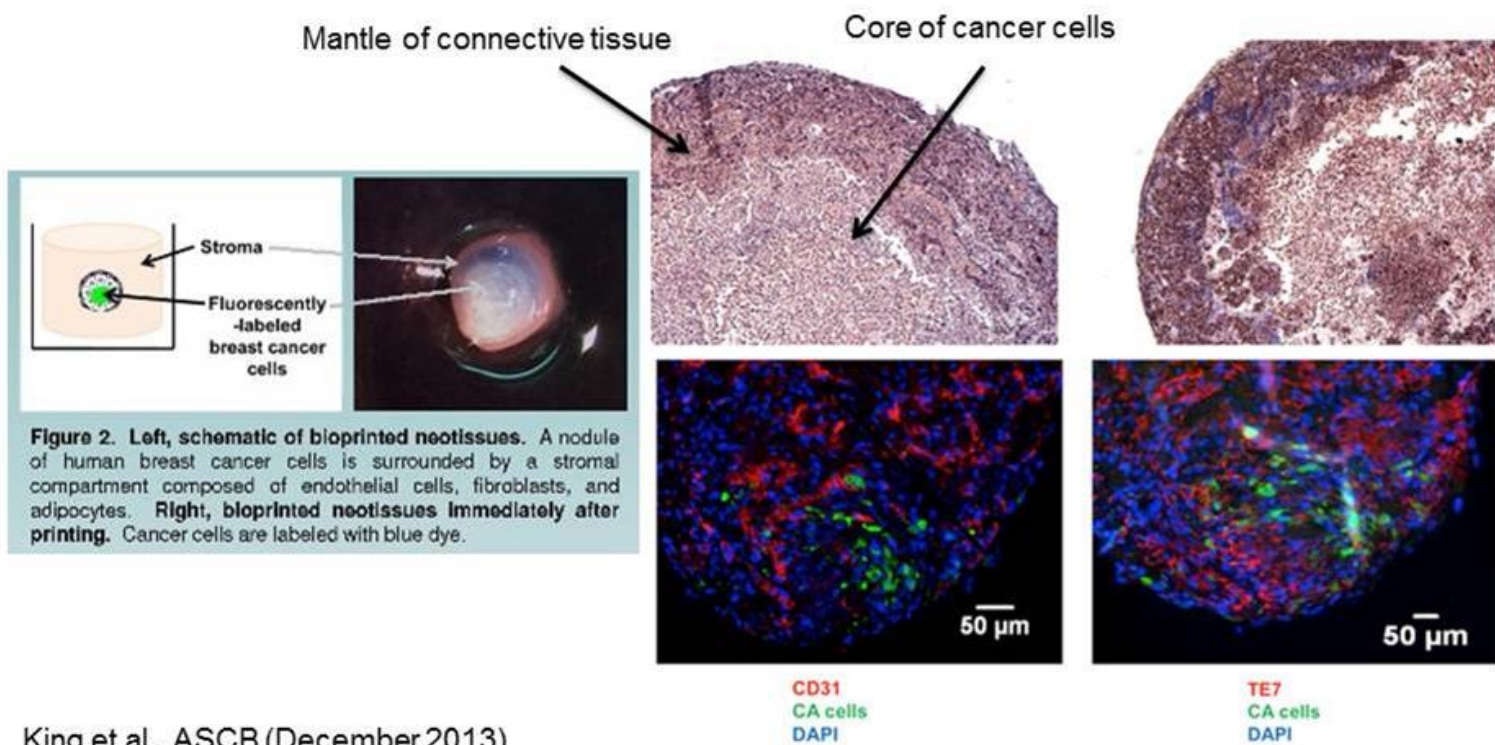 Mantle of connective tissue
Core of cancer cells
Stroma
Fluorescently
-labeled
breast cancer
cells
Figure 2. Left, schematic of bioprinted neotissues. A nodule
of human breast cancer cells is surrounded by a stromal
compartment composed of endothelial cells, fibroblasts, and
adipocytes. Right, bioprinted neotissues immediately after
printing. Cancer cells are labeled with blue dye.
50 µm
50 µm
CD31
CA cells
DAPI
TE7
CA cells
DAPI
King et al., ASCB (December 2013)